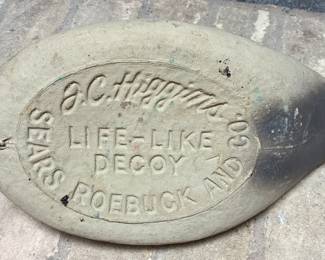 J.C. Higgins
LIFE-LIKE
DECOY
SEARS ROEBUCK AND CO.